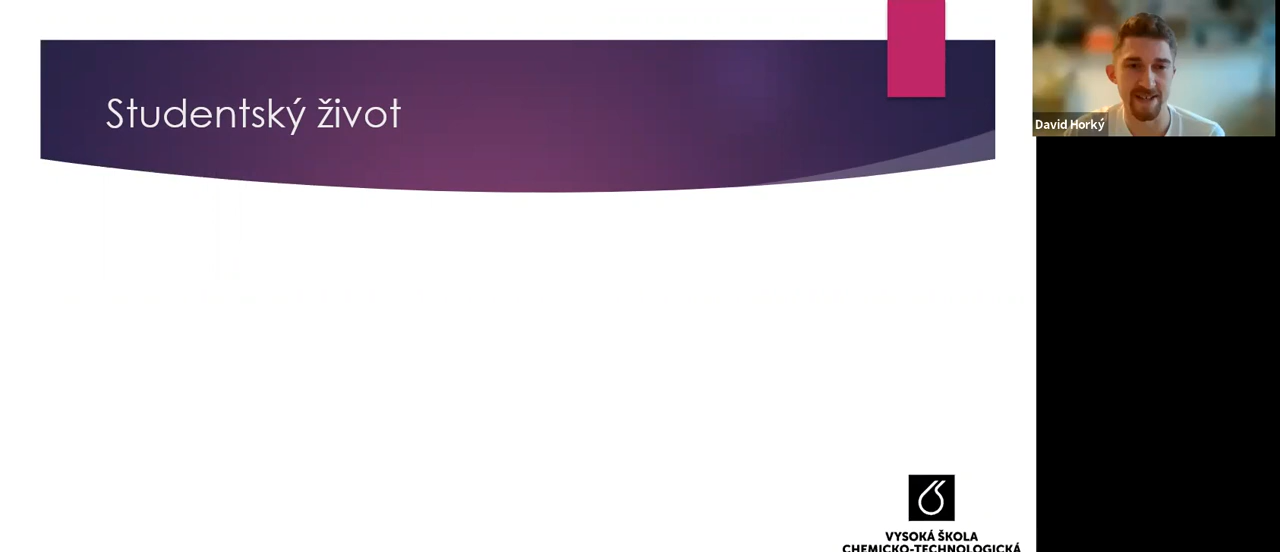 Studentský život
David Horký
VYSOKÁ ŠKOLA
CHEMICKO-TECHNOLOGICKÁ